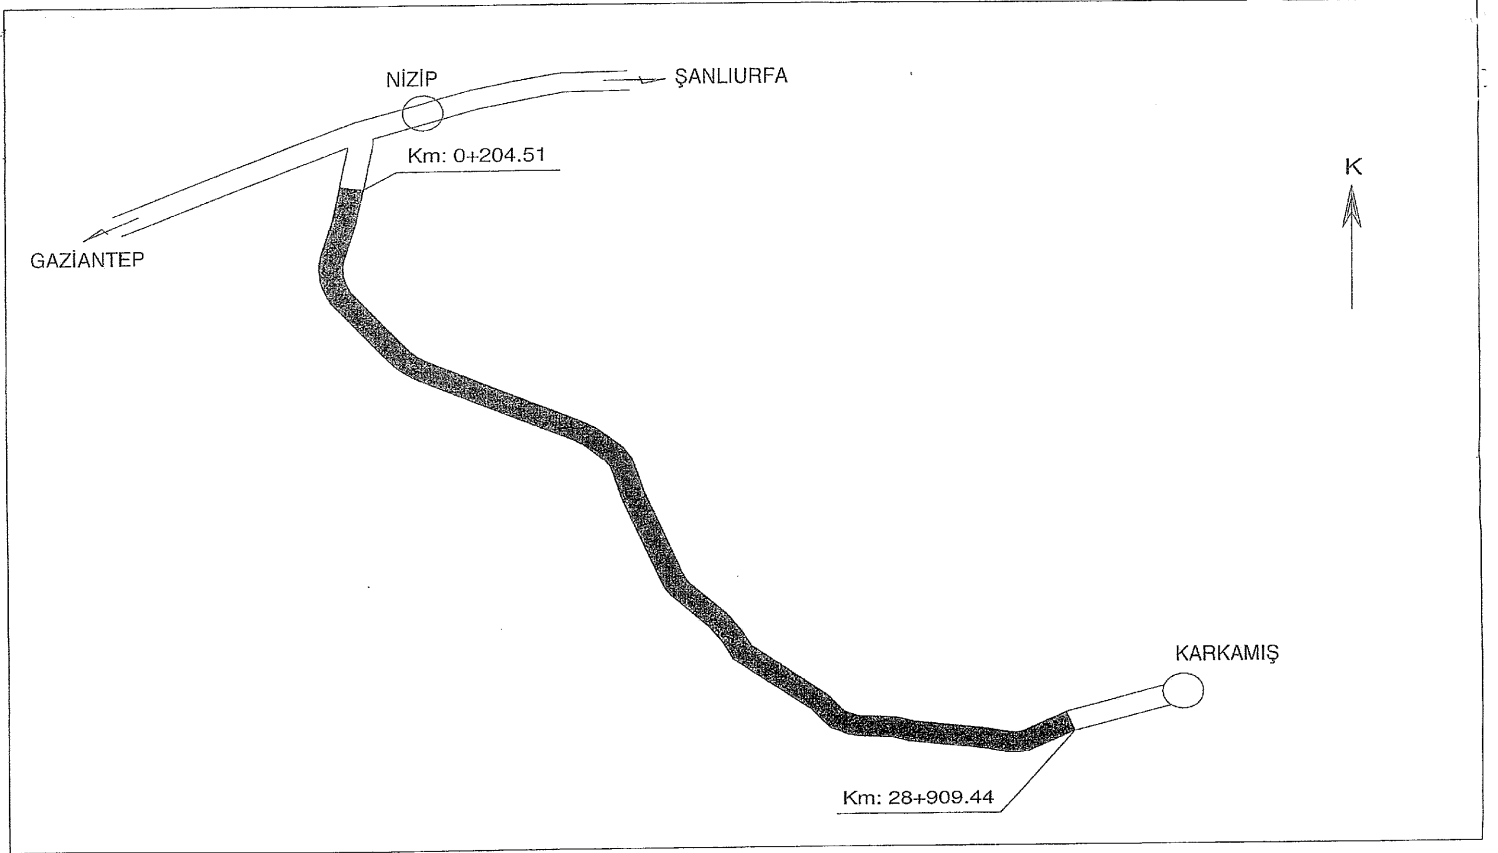 NİZİP
ŞANLIURFA
Km: 0+204.51
K
GAZİANTEP
KARKAMIŞ
Km: 28+909.44